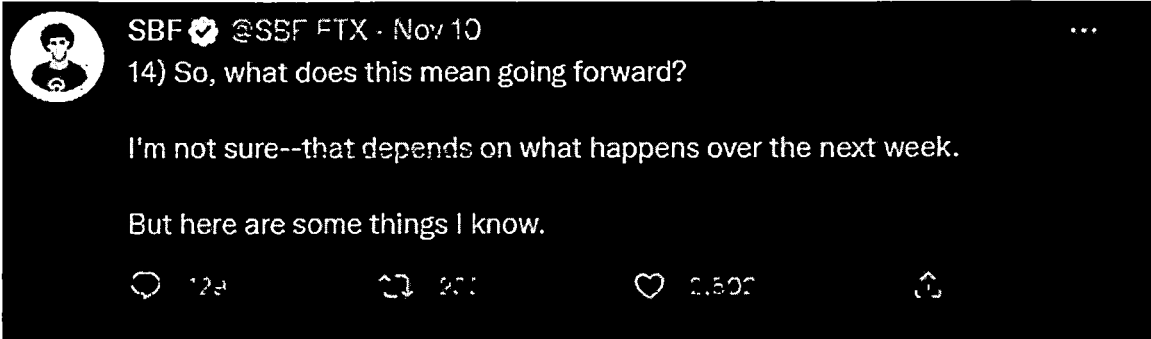 SBF @SBF_FTX · Nov 10
14) So, what does this mean going forward?
I'm not sure--that depends on what happens over the next week.
But here are some things I know.